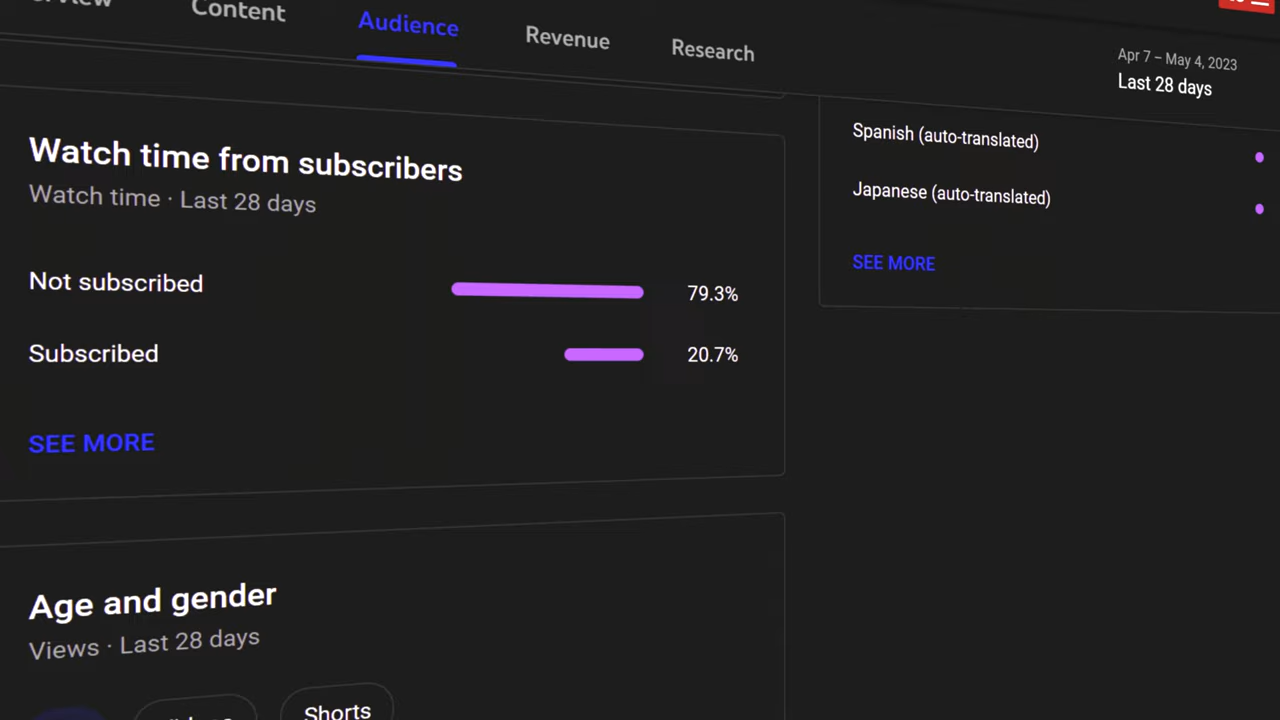 Content
Audience
Revenue
Research
Apr 7 – May 4, 2023
Last 28 days
Watch time from subscribers
Watch time · Last 28 days
Not subscribed
79.3%
Subscribed
20.7%
SEE MORE
Spanish (auto-translated)
Japanese (auto-translated)
SEE MORE
Age and gender
Views · Last 28 days
Shorts